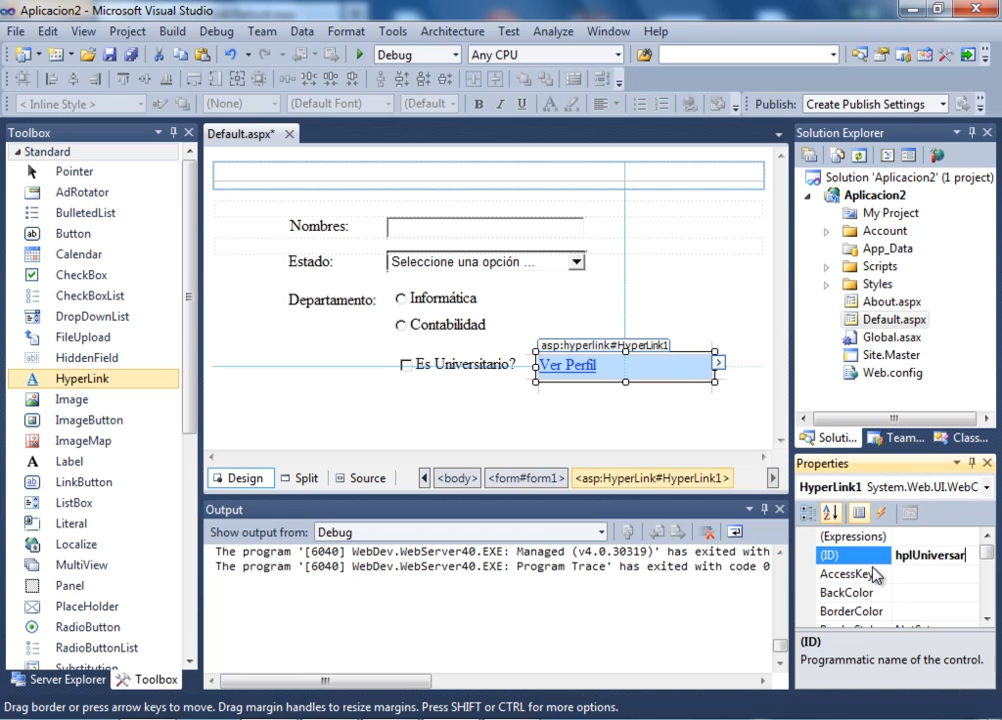 Aplicacion2 - Microsoft Visual Studio
File Edit View Project Build Debug Team Data Format Tools Architecture Test Analyze Window Help
Debug Any CPU
< Inline Style > (None) (Default Font) (Default B I U A Publish: Create Publish Settings
Toolbox
Standard
Pointer
AdRotator
BulletedList
Button
Calendar
CheckBox
CheckBoxList
DropDownList
FileUpload
HiddenField
HyperLink
Image
ImageButton
ImageMap
Label
LinkButton
ListBox
Literal
Localize
MultiView
Panel
PlaceHolder
RadioButton
RadioButtonList
Substitution
Server Explorer Toolbox
Default.aspx*
Nombres:
Estado: Seleccione una opción ...
Departamento: Informática
Contabilidad
asp:hyperlink#HyperLink1
Es Universitario? Ver Perfil
Design Split Source <body> <form#form1> <asp:HyperLink#HyperLink1>
Output
Show output from: Debug
The program '[6040] WebDev.WebServer40.EXE: Managed (v4.0.30319)' has exited with
The program '[6040] WebDev.WebServer40.EXE: Program Trace' has exited with code 0
Solution Explorer
Solution 'Aplicacion2' (1 project)
Aplicacion2
My Project
Account
App_Data
Scripts
Styles
About.aspx
Default.aspx
Global.asax
Site.Master
Web.config
Soluti... Team... Class...
Properties
HyperLink1 System.Web.UI.WebC
(Expressions)
(ID) hplUniversar
AccessKey
BackColor
BorderColor
(ID)
Programmatic name of the control.
Drag border or press arrow keys to move. Drag margin handles to resize margins. Press SHIFT or CTRL for more options.